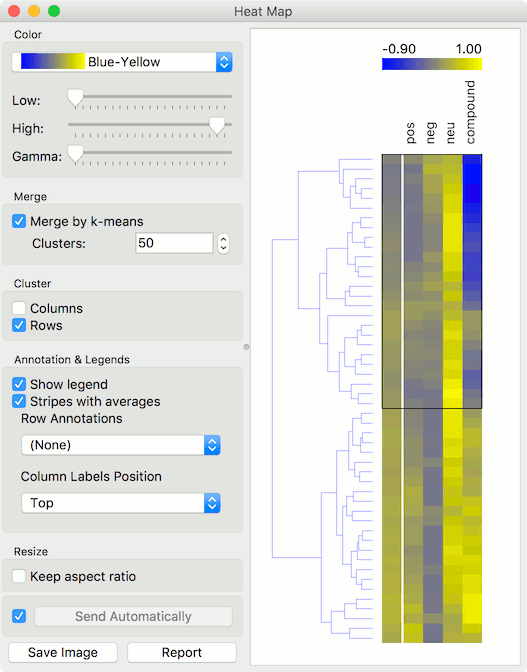 Heat Map
Color
Blue-Yellow
Low:
High:
Gamma:
Merge
Merge by k-means
Clusters: 50
Cluster
Columns
Rows
Annotation & Legends
Show legend
Stripes with averages
Row Annotations
(None)
Column Labels Position
Top
Resize
Keep aspect ratio
Send Automatically
Save Image Report
-0.90 1.00
pos
neg
neu
compound